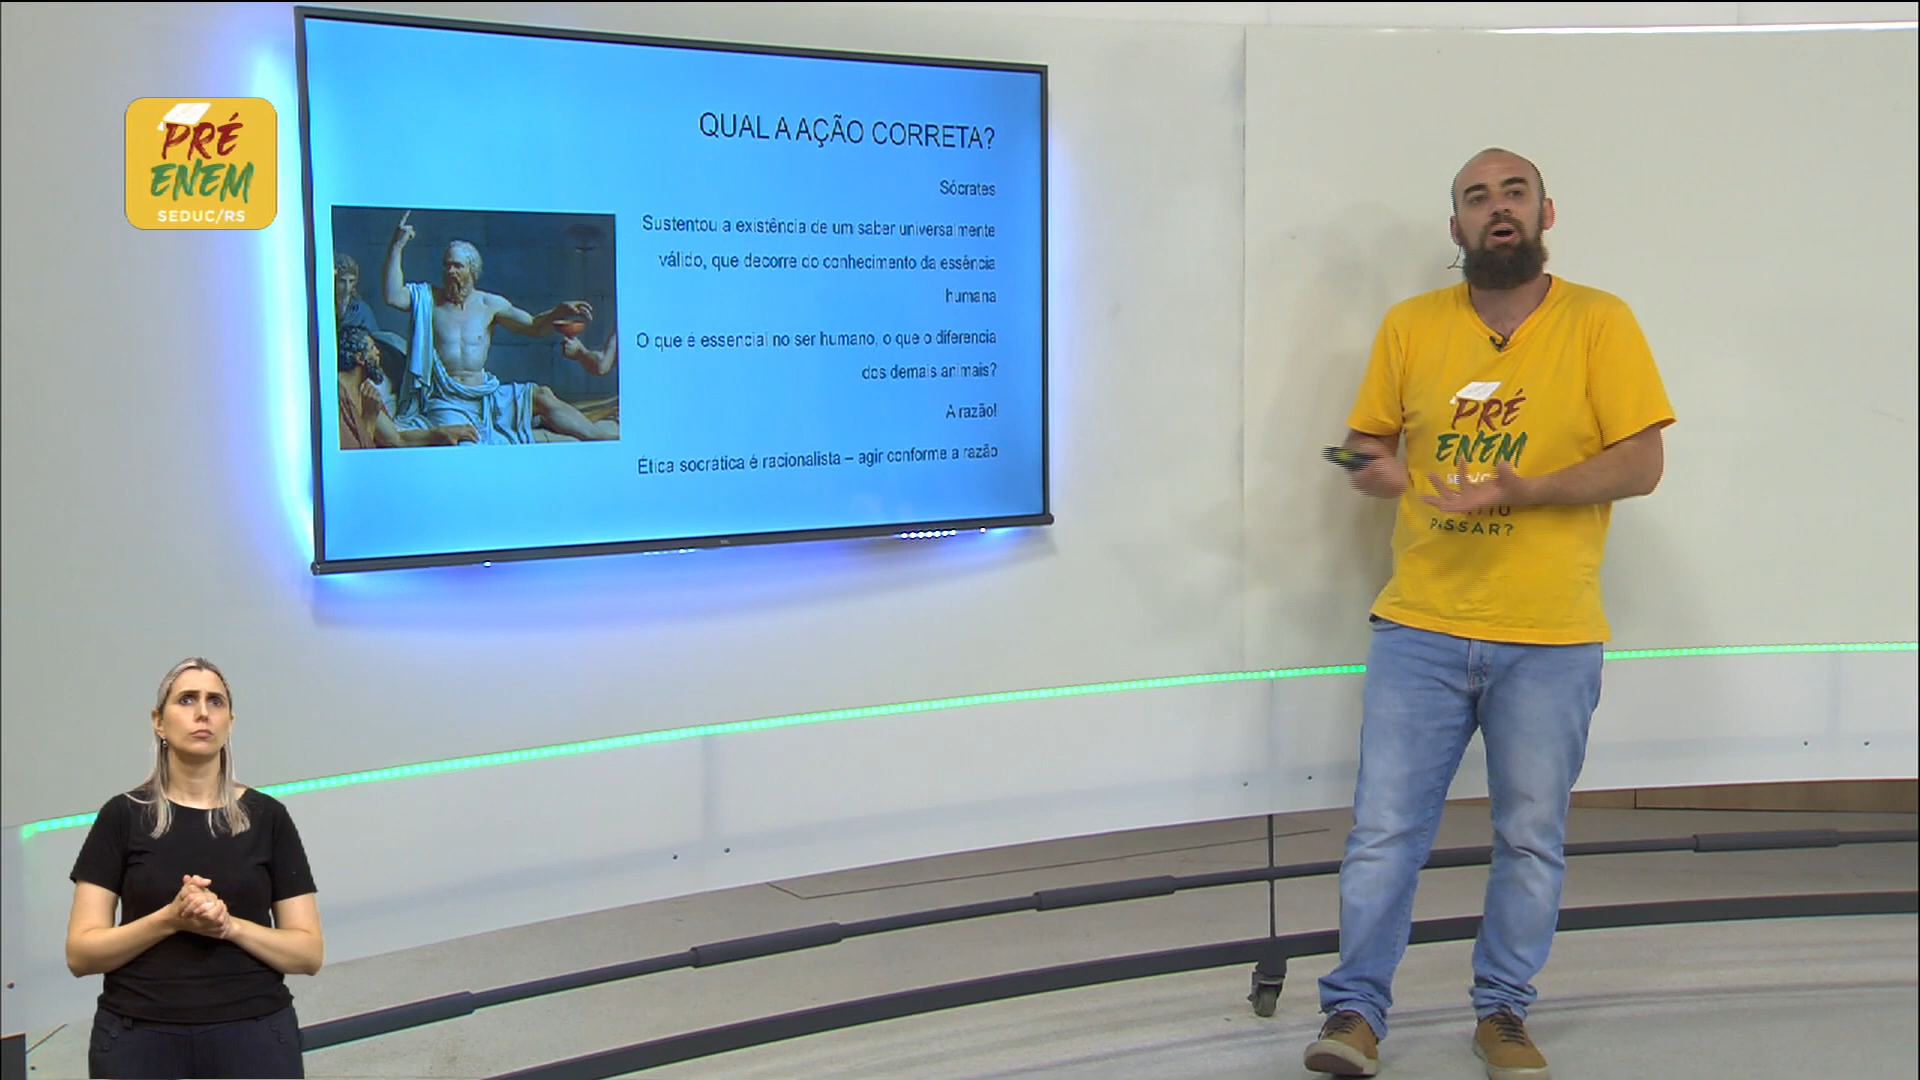 PRÉ
ENEM
SEDUC/RS
QUAL A AÇÃO CORRETA?
Sócrates
Sustentou a existência de um saber universalmente
válido, que decorre do conhecimento da essência
humana
O que é essencial no ser humano, o que o diferencia
dos demais animais?
A razão!
Ética socrática é racionalista – agir conforme a razão
PRÉ
ENEM
PASSAR?